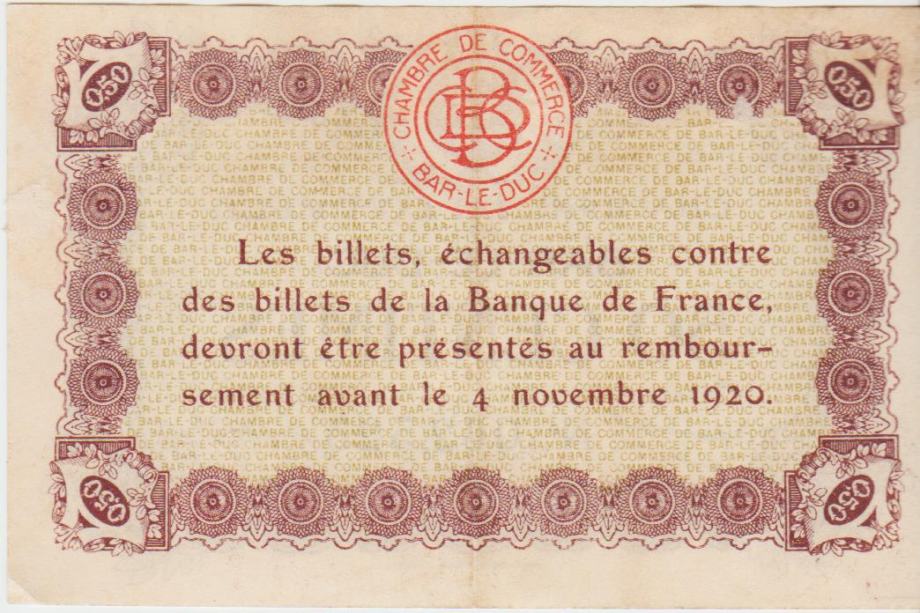 0,50
0,50
CHAMBRE DE COMMERCE
BDS
+ BAR-LE-DUC +
Les billets, échangeables contre
des billets de la Banque de France,
devront être présentés au rembour-
sement avant le 4 novembre 1920.
0,50
0,50